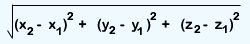 √(x₂ - x₁)² + (y₂ - y₁)² + (z₂ - z₁)²